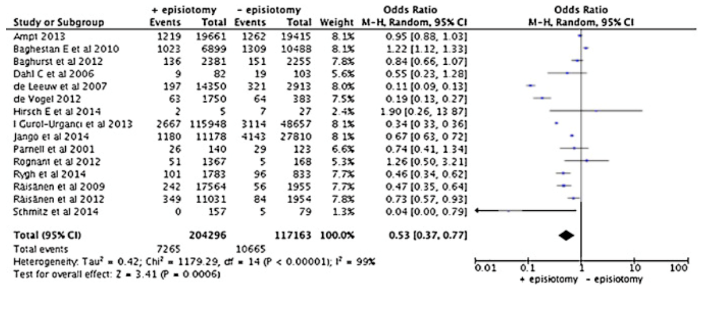 + episiotomy - episiotomy Odds Ratio Odds Ratio
Study or Subgroup Events Total Events Total Weight M-H, Random, 95% CI M-H, Random, 95% CI
Ampt 2013 1219 19661 1262 19415 8.1% 0.95 [0.88, 1.03]
Baghestan E et al 2010 1023 6899 1309 10488 8.1% 1.22 [1.12, 1.33]
Baghurst et al 2012 136 2381 151 2255 7.8% 0.84 [0.66, 1.07]
Dahl C et al 2006 9 82 19 103 5.4% 0.55 [0.23, 1.28]
de Leeuw et al 2007 197 14350 321 2913 8.0% 0.11 [0.09, 0.13]
de Vogel 2012 63 1750 64 383 7.5% 0.19 [0.13, 0.27]
Hirsch E et al 2014 2 5 7 27 2.4% 1.90 [0.26, 13.87]
I Gurol-Urganci et al 2013 2667 115948 3114 48657 8.1% 0.34 [0.33, 0.36]
Jango et al 2014 1180 11178 4143 27810 8.1% 0.67 [0.63, 0.72]
Parnell et al 2001 26 140 29 123 6.6% 0.74 [0.41, 1.34]
Rognant et al 2012 51 1367 5 168 5.1% 1.26 [0.50, 3.21]
Rygh et al 2014 101 1783 96 833 7.7% 0.46 [0.34, 0.62]
Räisänen et al 2009 242 17564 56 1955 7.7% 0.47 [0.35, 0.64]
Räisänen et al 2012 349 11031 84 1954 7.8% 0.73 [0.57, 0.93]
Schmitz et al 2014 0 157 5 79 1.5% 0.04 [0.00, 0.79]
Total (95% CI) 204296 117163 100.0% 0.53 [0.37, 0.77]
Total events 7265 10665
Heterogeneity: Tau² = 0.42; Chi² = 1179.29, df = 14 (P < 0.00001); I² = 99%
Test for overall effect: Z = 3.41 (P = 0.0006)
0.01 0.1 1 10 100
+ episiotomy - episiotomy